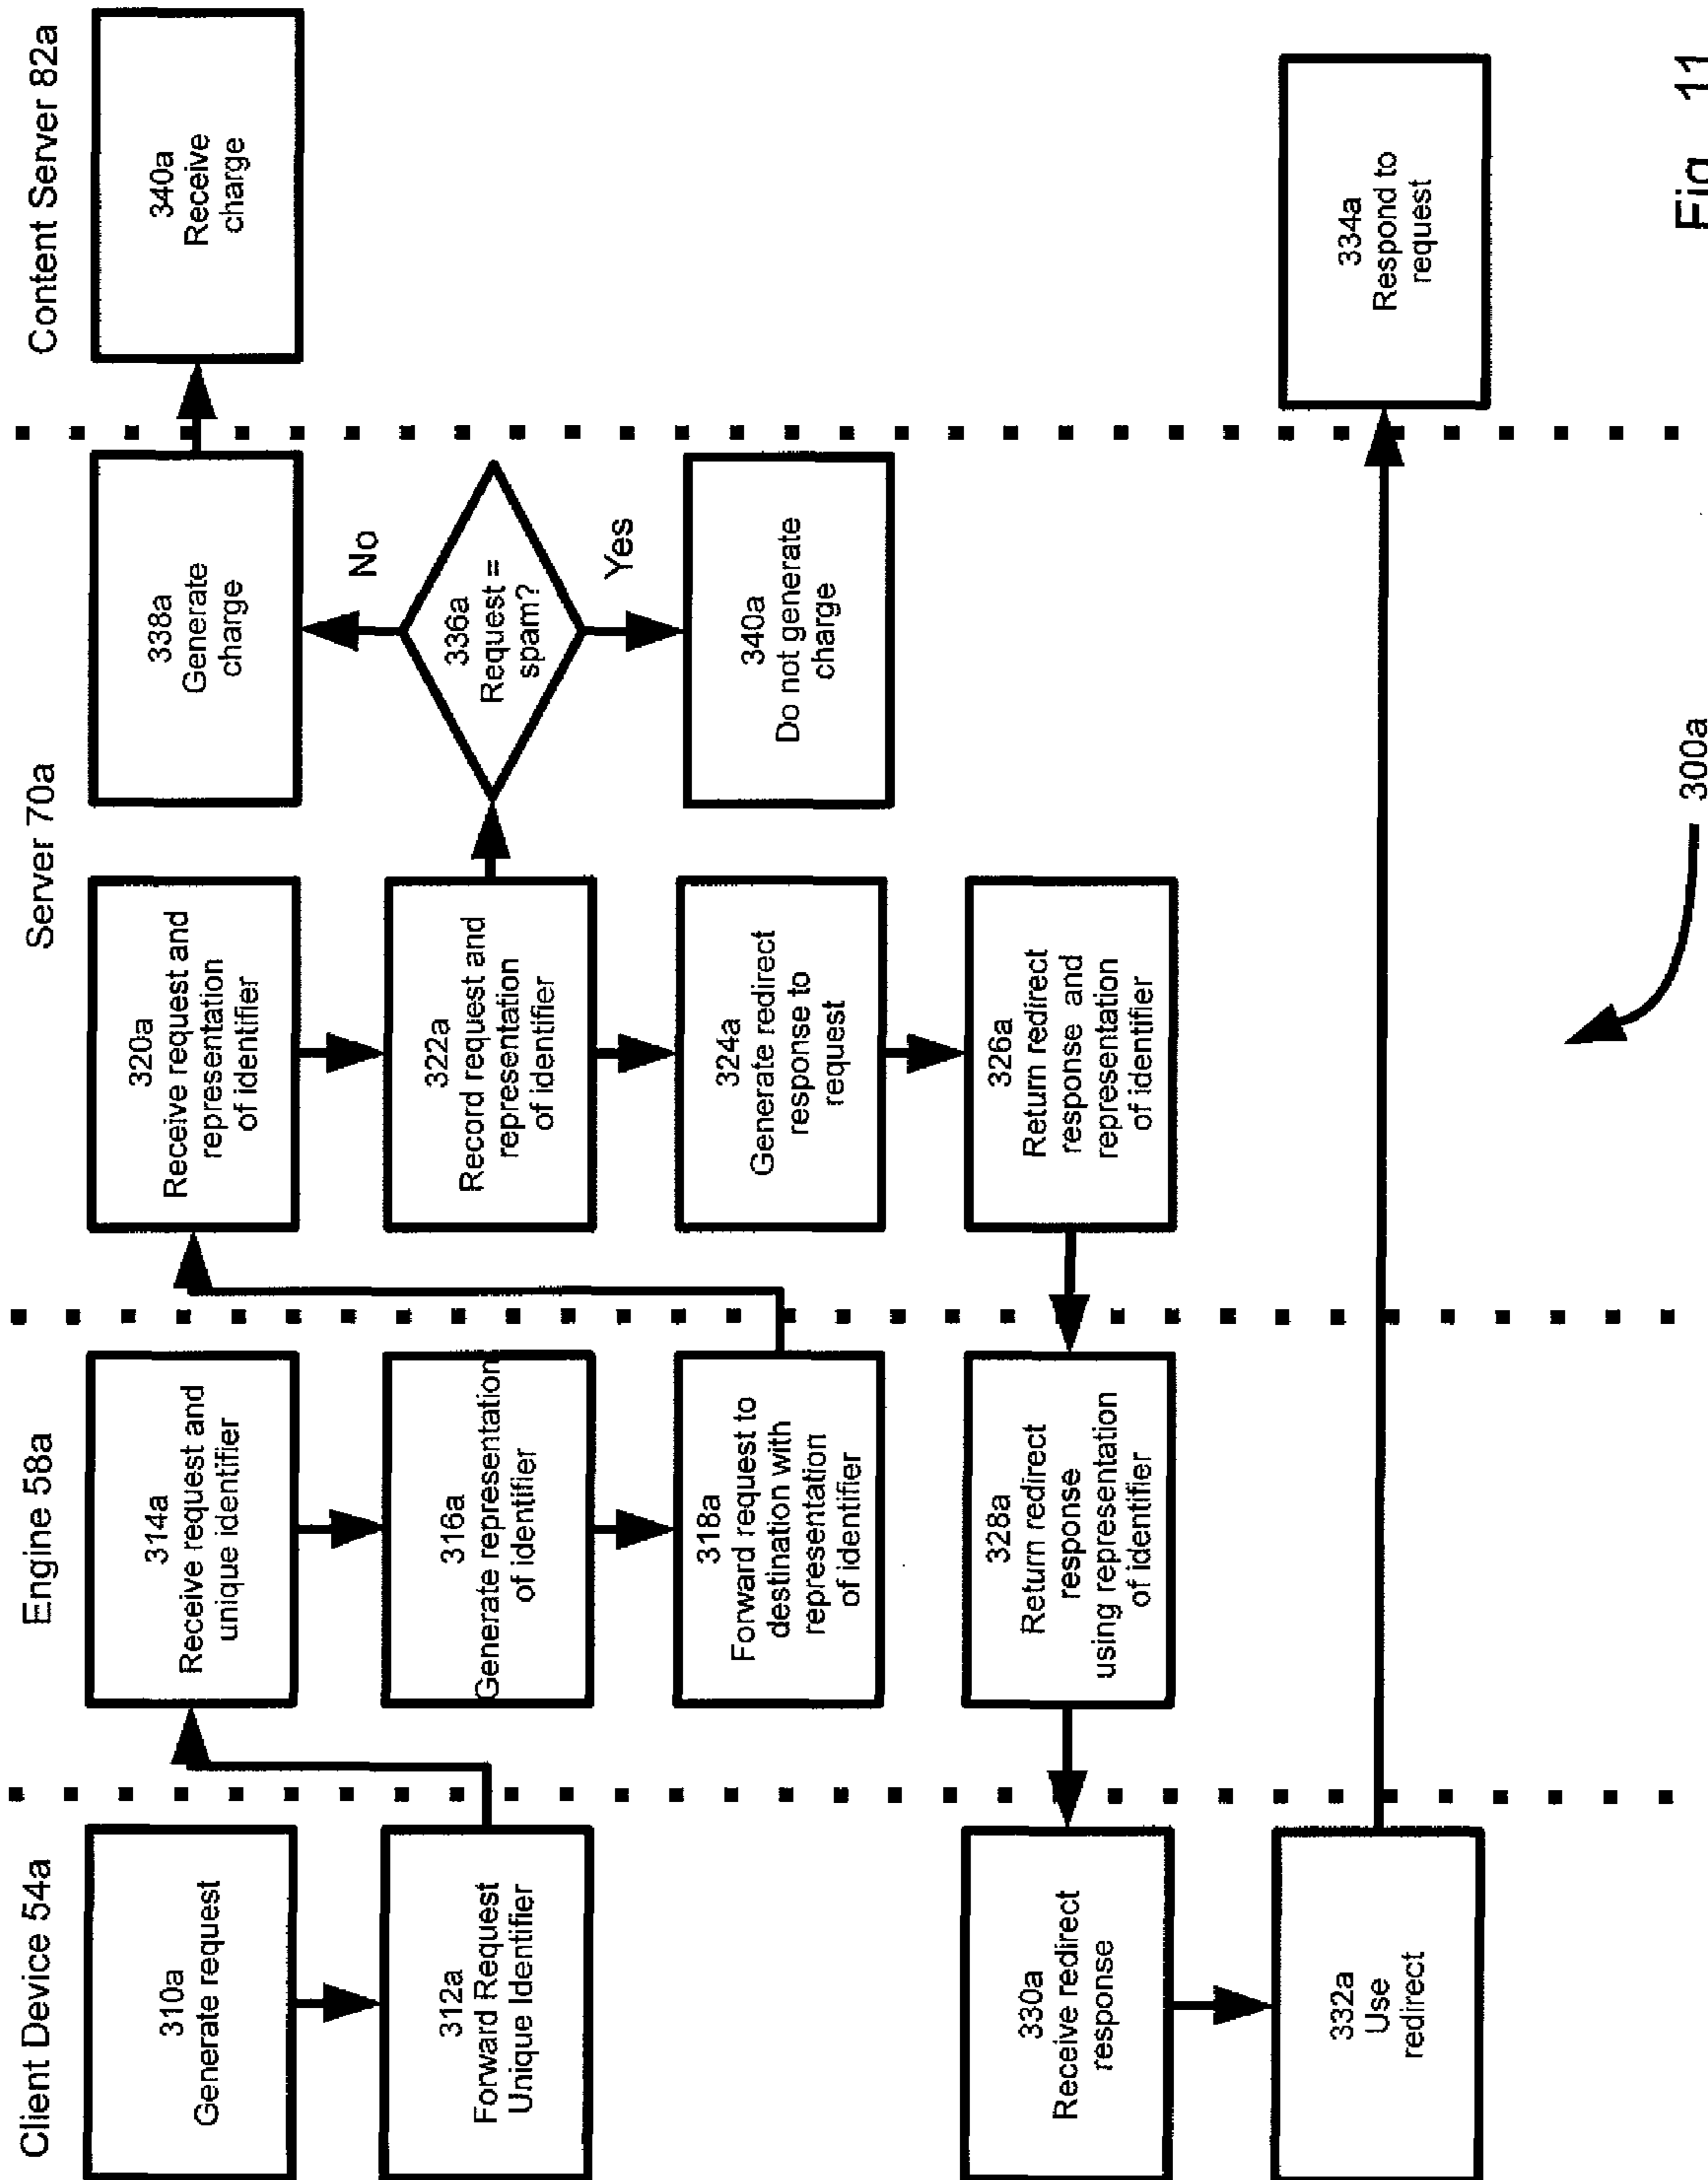 Client Device 54a
310a
Generate request
312a
Forward Request
Unique Identifier
330a
Receive redirect
response
332a
Use
redirect
Engine 58a
314a
Receive request and
unique identifier
316a
Generate representation
of identifier
318a
Forward request to
destination with
representation
of identifier
328a
Return redirect
response
using representation
of identifier
Server 70a
320a
Receive request and
representation
of identifier
322a
Record request and
representation
of identifier
324a
Generate redirect
response to
request
326a
Return redirect
response and
representation
of identifier
338a
Generate
charge
No
336a
Request =
spam?
Yes
340a
Do not generate
charge
Content Server 82a
340a
Receive
charge
334a
Respond to
request
300a
Fig. 11